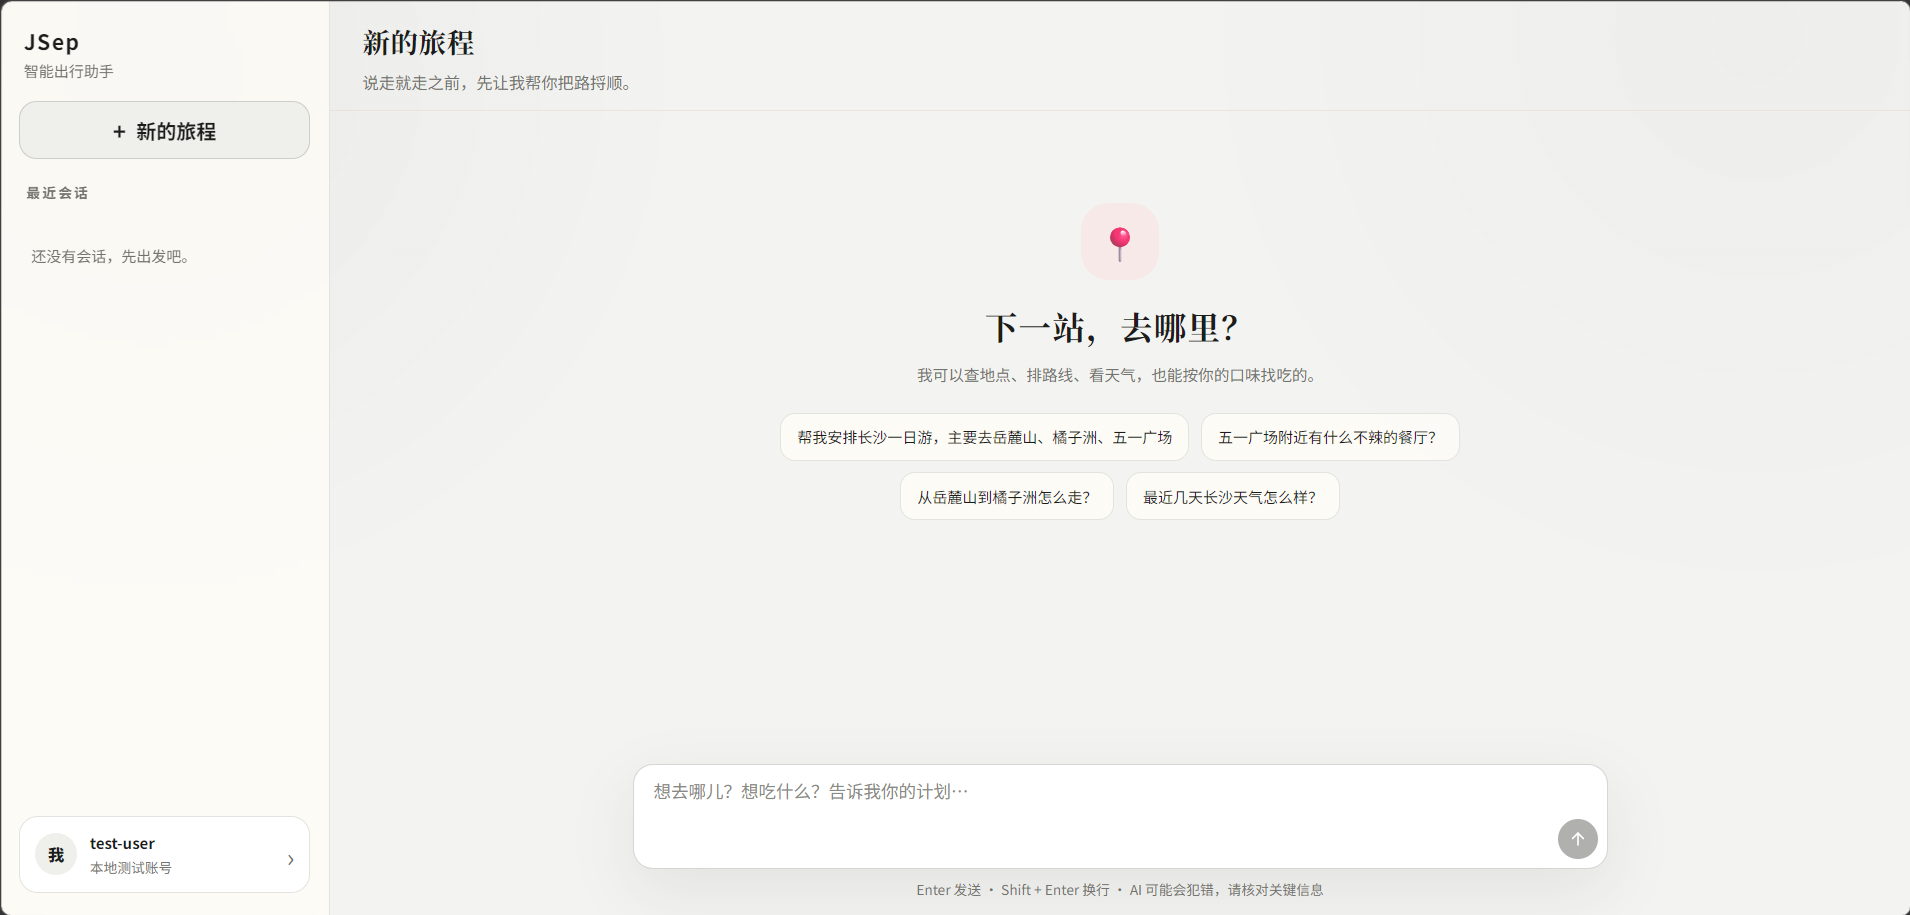 JSep
智能出行助手
+ 新的旅程
最近会话
还没有会话，先出发吧。
我
test-user
本地测试账号
›
新的旅程
说走就走之前，先让我帮你把路捋顺。
下一站，去哪里？
我可以查地点、排路线、看天气，也能按你的口味找吃的。
帮我安排长沙一日游，主要去岳麓山、橘子洲、五一广场
五一广场附近有什么不辣的餐厅？
从岳麓山到橘子洲怎么走？
最近几天长沙天气怎么样？
想去哪儿？想吃什么？告诉我你的计划…
Enter 发送 · Shift + Enter 换行 · AI 可能会犯错，请核对关键信息